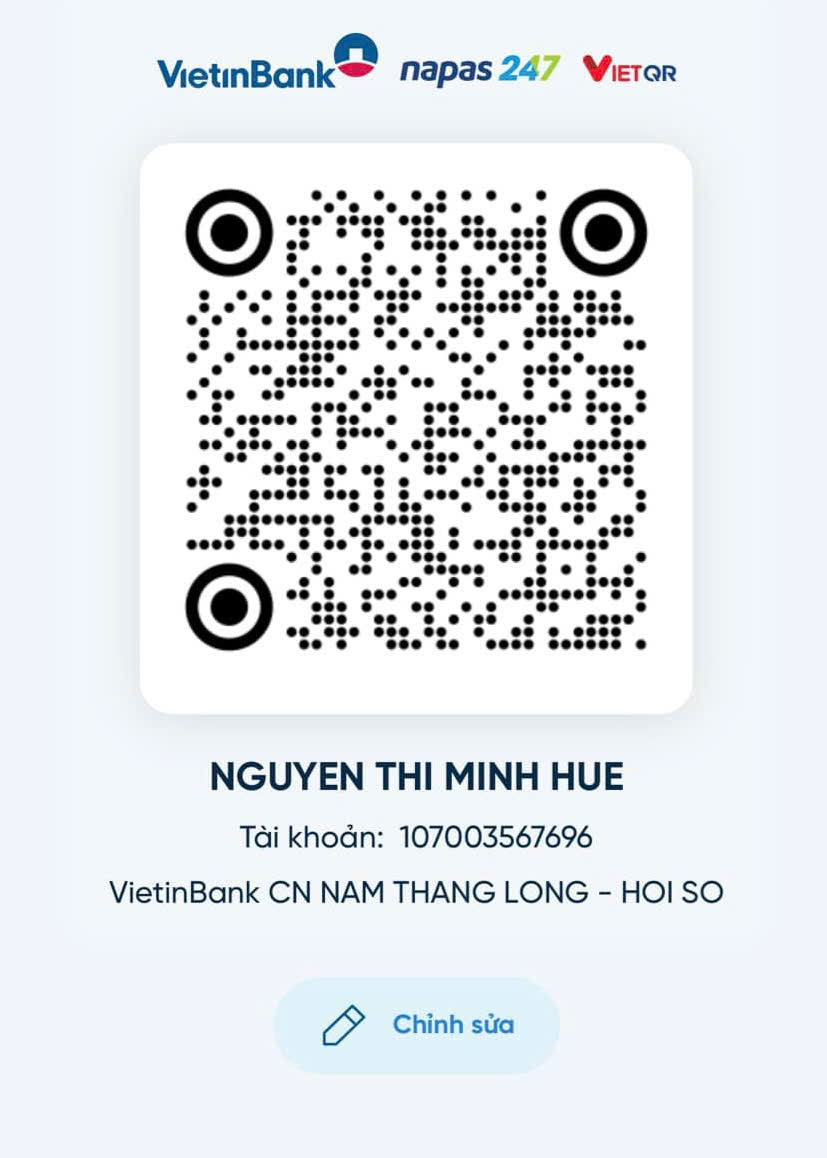 VietinBank napas 247 VIETQR
NGUYEN THI MINH HUE
Tài khoản: 107003567696
VietinBank CN NAM THANG LONG - HOI SO
Chỉnh sửa